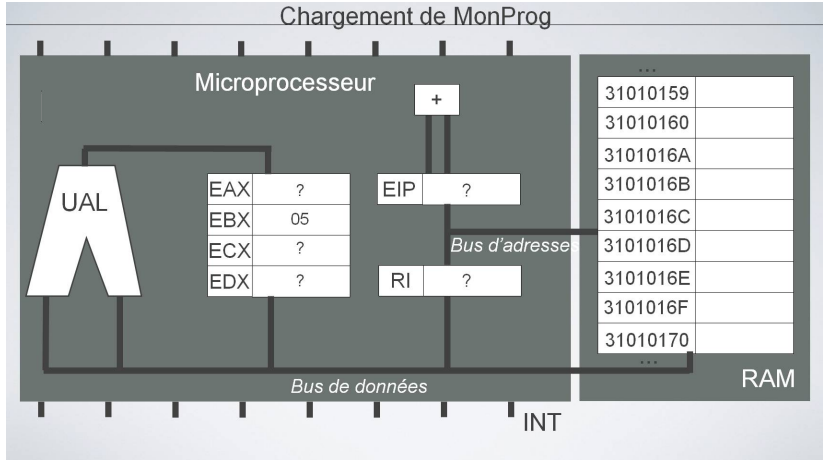 Chargement de MonProg
Microprocesseur
+
UAL
EAX ?
EBX 05
ECX ?
EDX ?
EIP ?
RI ?
Bus d'adresses
Bus de données
INT
...
31010159
31010160
3101016A
3101016B
3101016C
3101016D
3101016E
3101016F
31010170
...
RAM